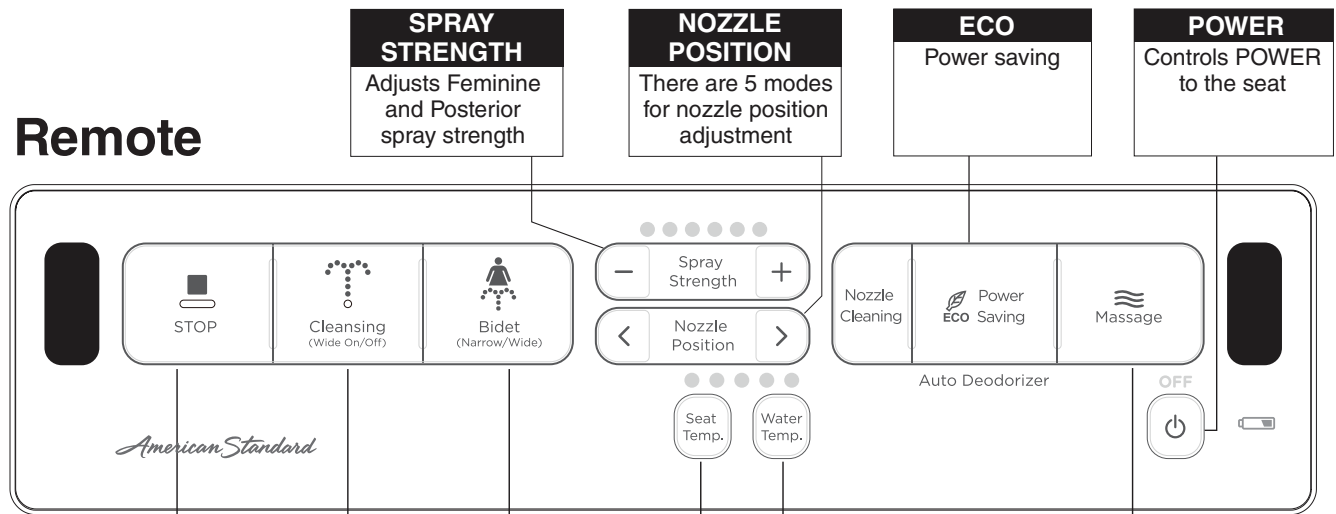 SPRAY
STRENGTH
Adjusts Feminine
and Posterior
spray strength
NOZZLE
POSITION
There are 5 modes
for nozzle position
adjustment
ECO
Power saving
POWER
Controls POWER
to the seat
Remote
STOP
Cleansing
(Wide On/Off)
Bidet
(Narrow/Wide)
− Spray +
Strength
< Nozzle >
Position
Nozzle
Cleaning
ECO
Power
Saving
Massage
Auto Deodorizer
OFF
Seat
Temp.
Water
Temp.
American Standard